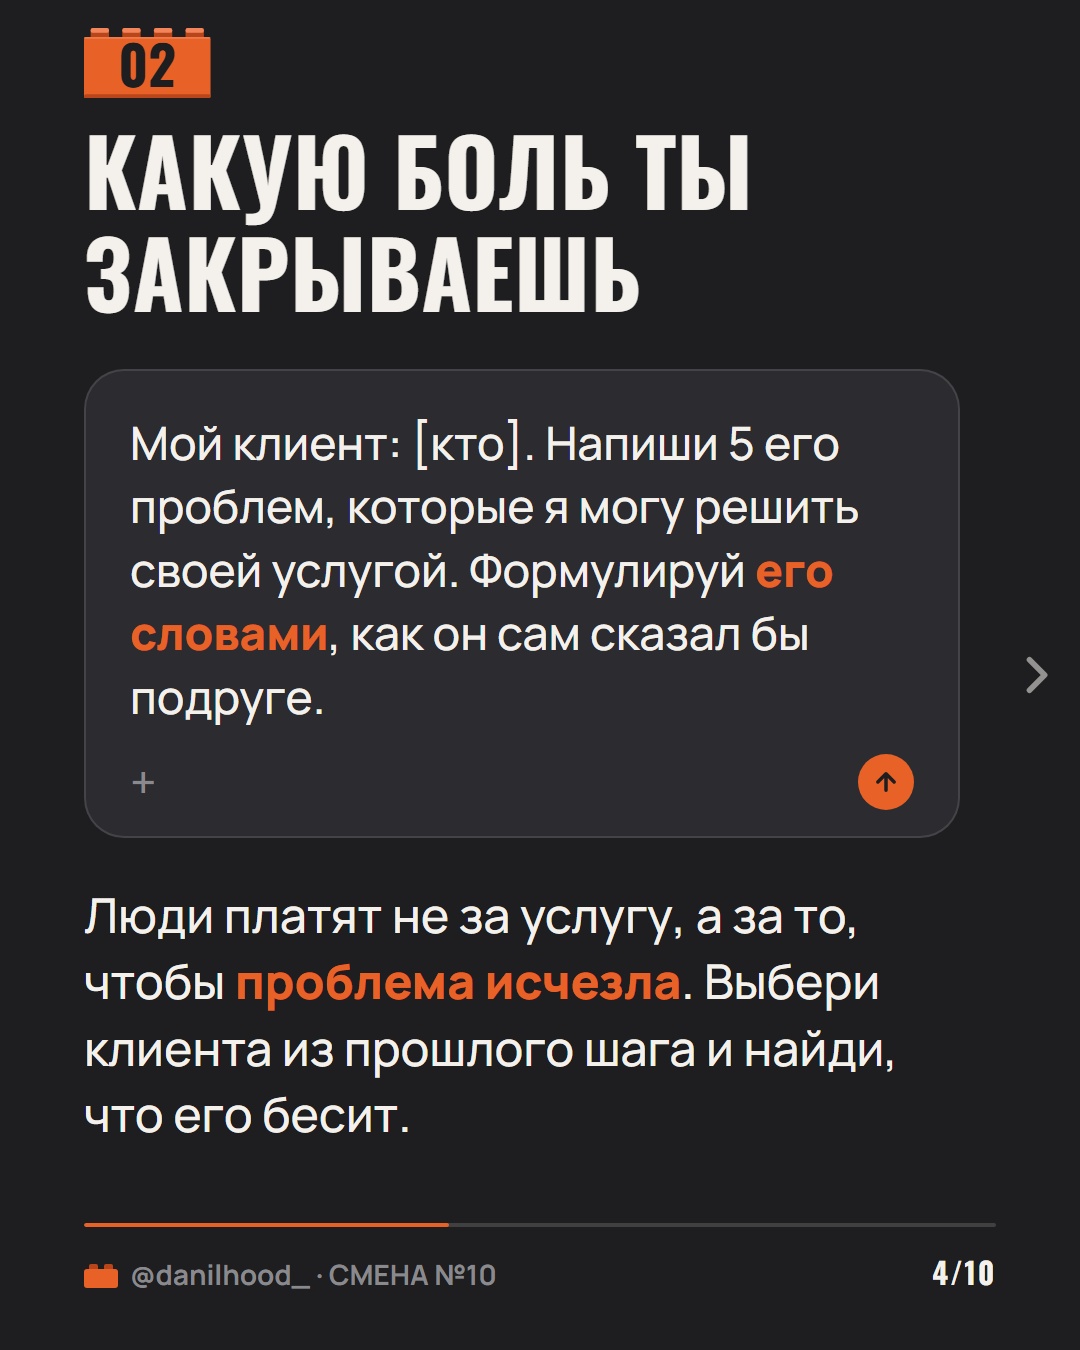 02
КАКУЮ БОЛЬ ТЫ
ЗАКРЫВАЕШЬ
Мой клиент: [кто]. Напиши 5 его
проблем, которые я могу решить
своей услугой. Формулируй его
словами, как он сам сказал бы
подруге.
+
Люди платят не за услугу, а за то,
чтобы проблема исчезла. Выбери
клиента из прошлого шага и найди,
что его бесит.
@danilhood_ · СМЕНА №10
4/10